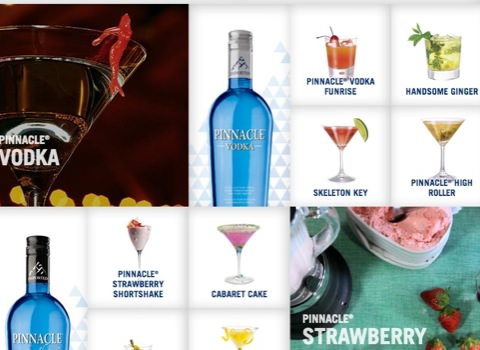 PINNACLE®
VODKA
PINNACLE
VODKA
PINNACLE® VODKA
FUNRISE
HANDSOME GINGER
SKELETON KEY
PINNACLE® HIGH
ROLLER
PINNACLE
PINNACLE®
STRAWBERRY
SHORTSHAKE
CABARET CAKE
PINNACLE®
STRAWBERRY